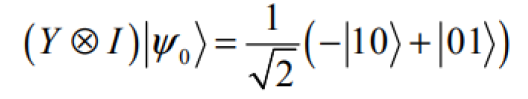 (Y ⊗ I)|ψ₀⟩ = 1/√2 (−|10⟩ + |01⟩)